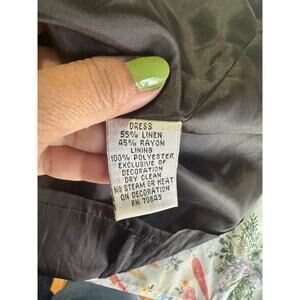 DRESS
55% LINEN
45% RAYON
LINING
100% POLYESTER
EXCLUSIVE OF
DECORATION
DRY CLEAN
NO STEAM OR HEAT
ON DECORATION
RN 70643